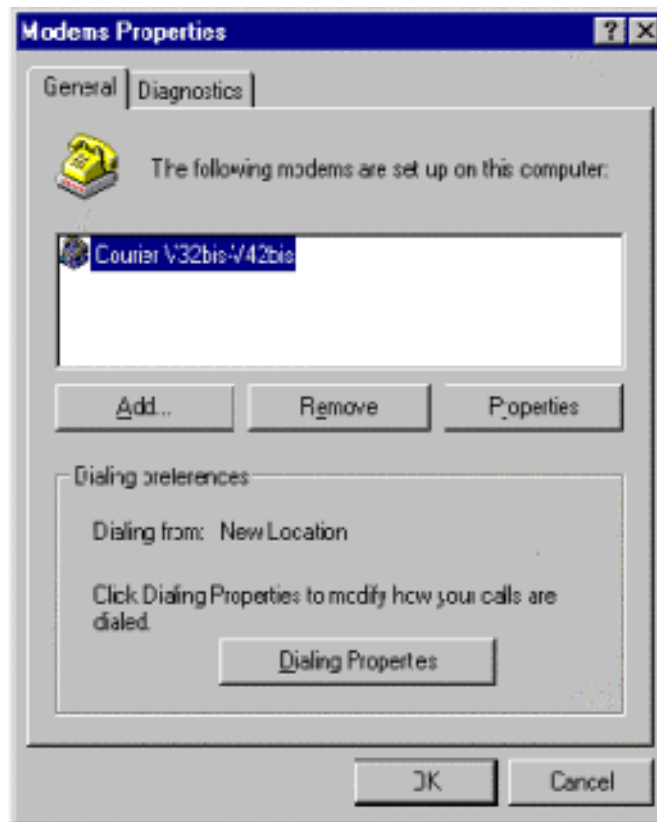 Modems Properties
General
Diagnostics
The following modems are set up on this computer:
Courier V32bis-V42bis
Add...
Remove
Properties
Dialing preferences
Dialing from: New Location
Click Dialing Properties to modify how your calls are
dialed.
Dialing Properties
OK
Cancel